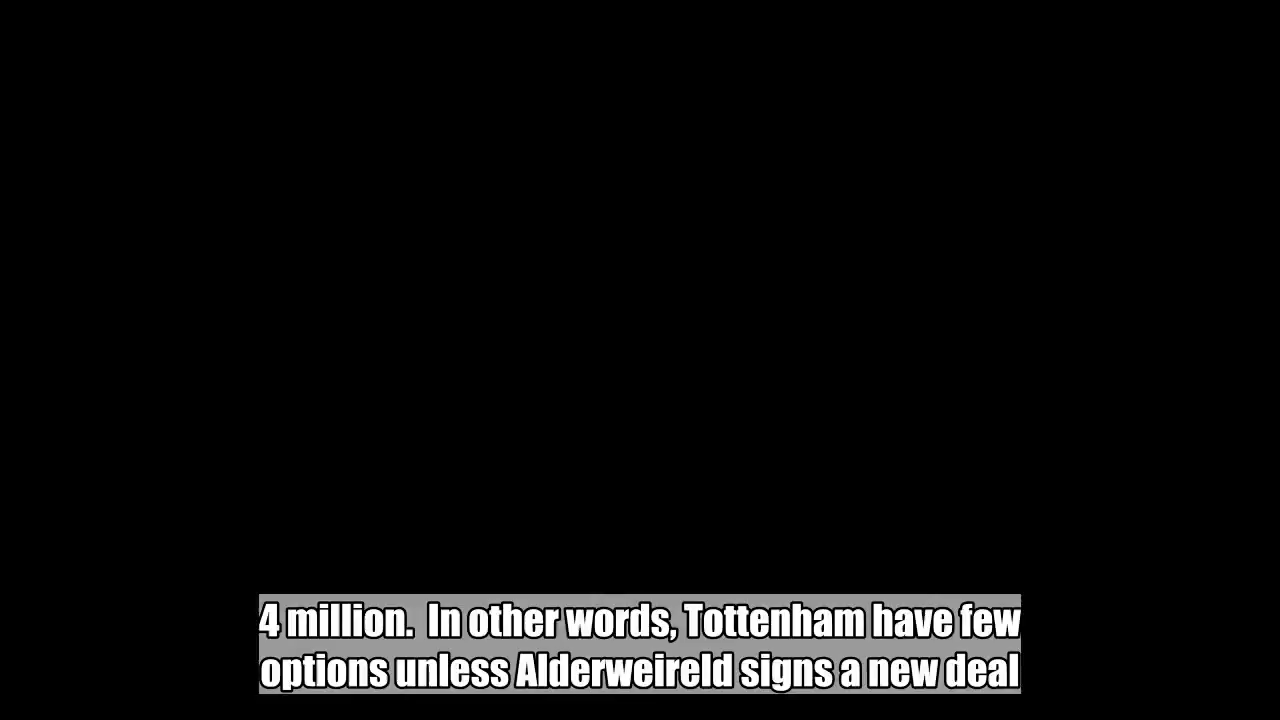 4 million.  In other words, Tottenham have few
options unless Alderweireld signs a new deal